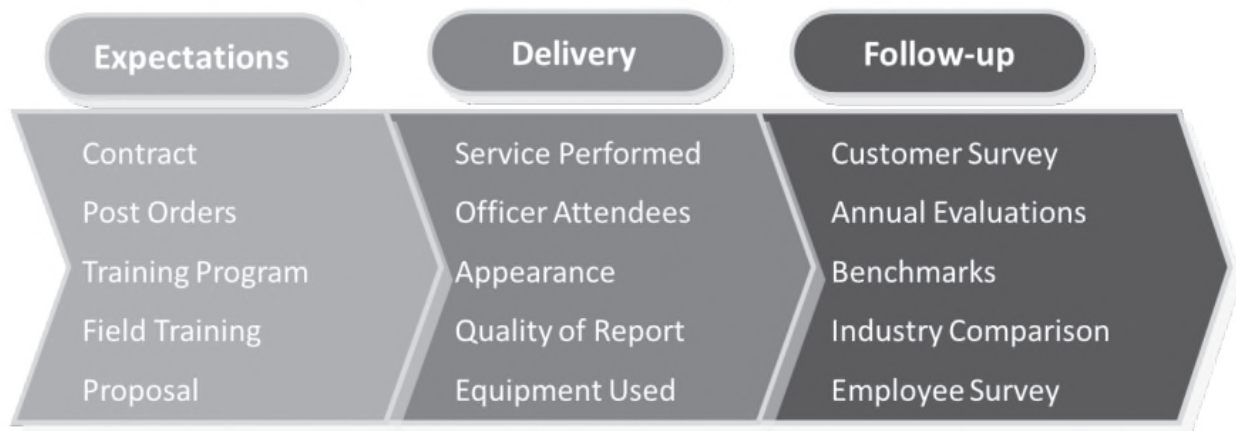 Expectations
Contract
Post Orders
Training Program
Field Training
Proposal
Delivery
Service Performed
Officer Attendees
Appearance
Quality of Report
Equipment Used
Follow-up
Customer Survey
Annual Evaluations
Benchmarks
Industry Comparison
Employee Survey